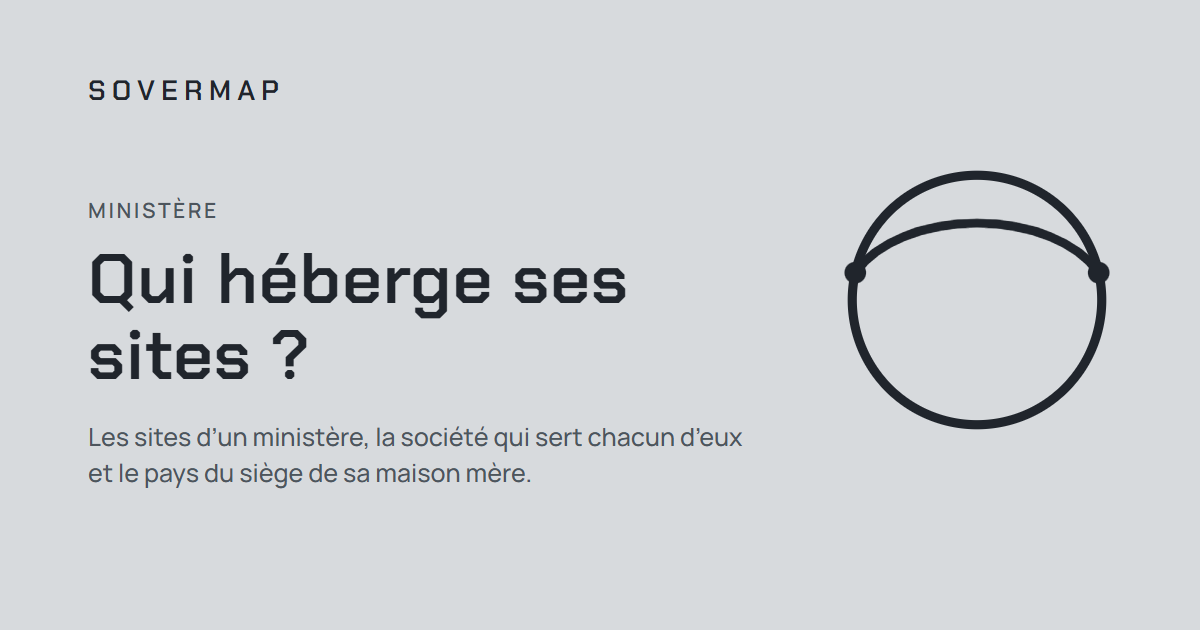 SOVERMAP
MINISTÈRE
Qui héberge ses
sites ?
Les sites d’un ministère, la société qui sert chacun d’eux
et le pays du siège de sa maison mère.